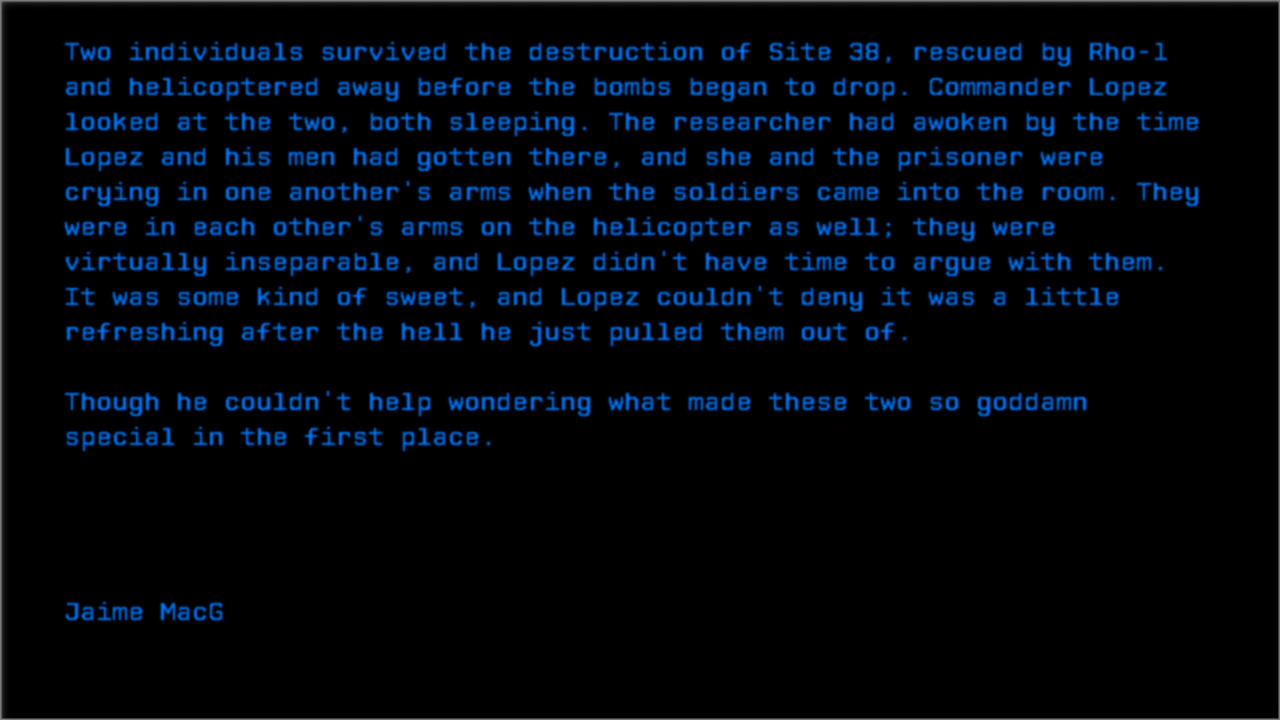 Two individuals survived the destruction of Site 38, rescued by Rho-1
and helicoptered away before the bombs began to drop. Commander Lopez
looked at the two, both sleeping. The researcher had awoken by the time
Lopez and his men had gotten there, and she and the prisoner were
crying in one another's arms when the soldiers came into the room. They
were in each other's arms on the helicopter as well; they were
virtually inseparable, and Lopez didn't have time to argue with them.
It was some kind of sweet, and Lopez couldn't deny it was a little
refreshing after the hell he just pulled them out of.
Though he couldn't help wondering what made these two so goddamn
special in the first place.
Jaime MacG